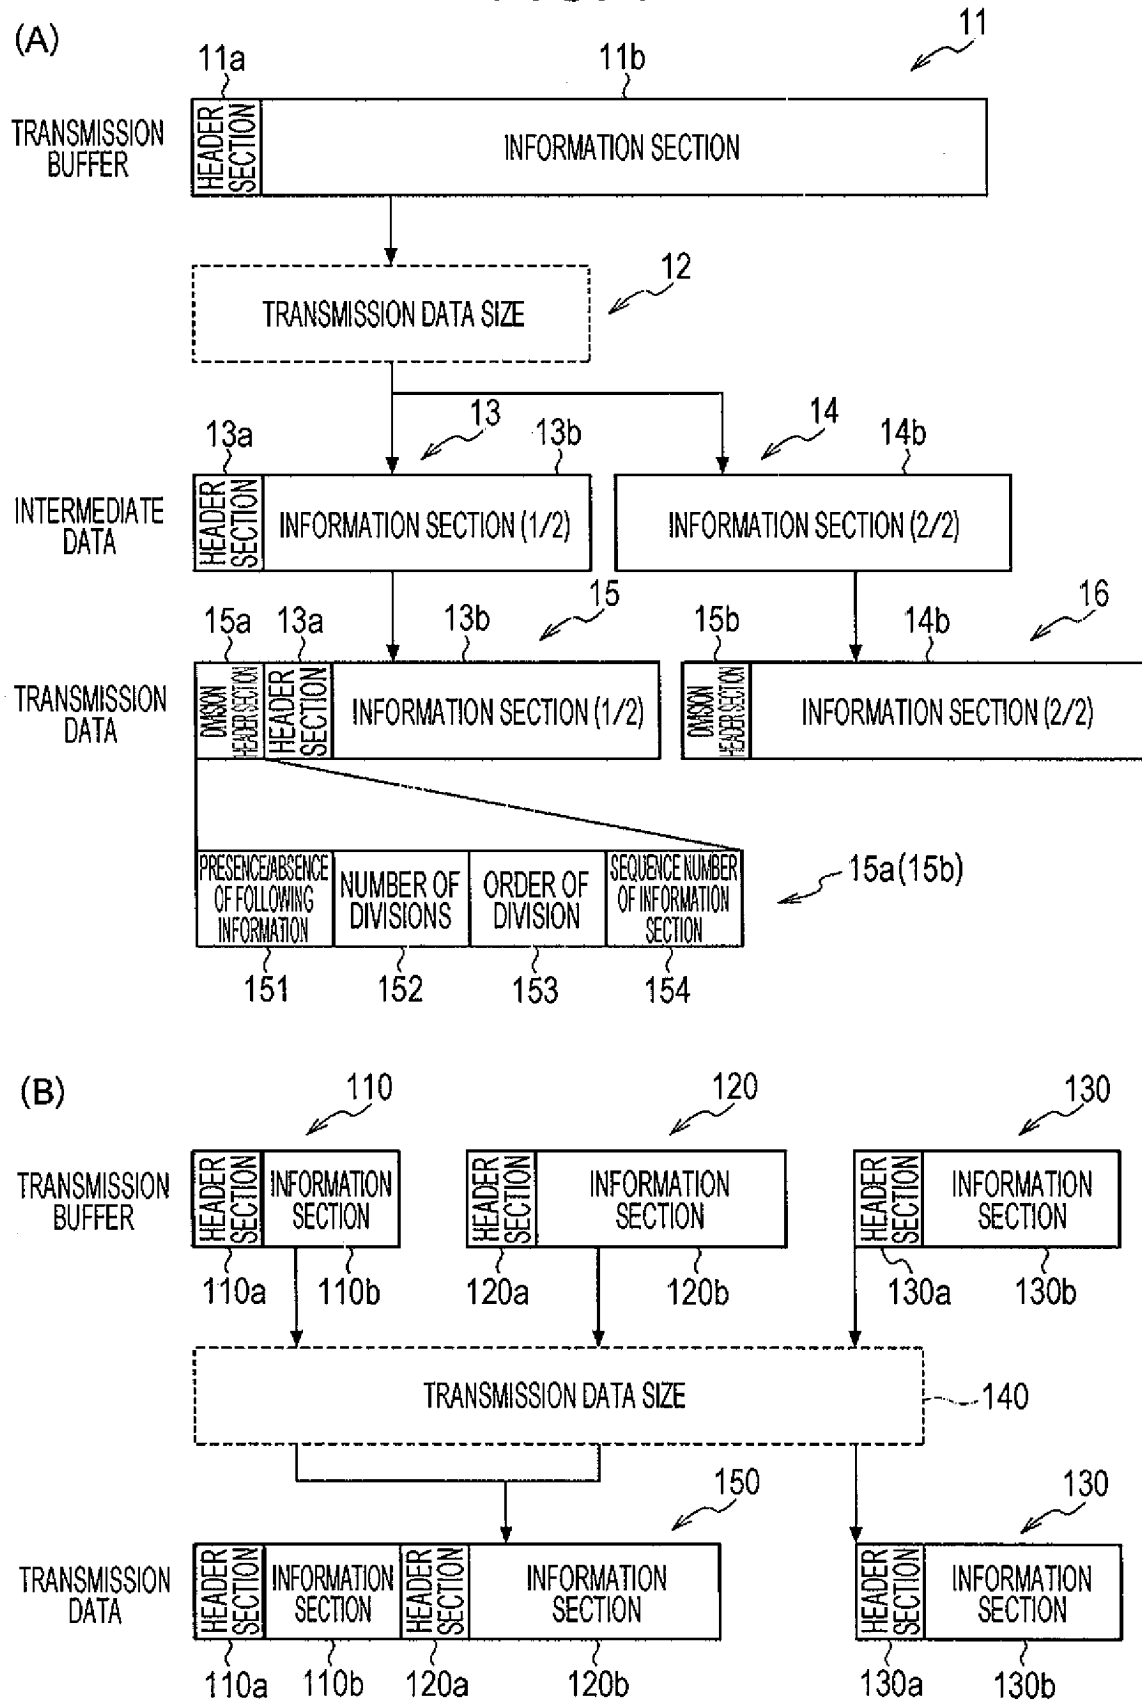 (A)
11
11a
11b
TRANSMISSION
BUFFER
HEADER
SECTION
INFORMATION SECTION
12
TRANSMISSION DATA SIZE
13
14
13a
13b
14b
INTERMEDIATE
DATA
HEADER
SECTION
INFORMATION SECTION (1/2)
INFORMATION SECTION (2/2)
15
16
15a
13a
13b
15b
14b
TRANSMISSION
DATA
DIVISION
HEADER SECTION
HEADER
SECTION
INFORMATION SECTION (1/2)
DIVISION
HEADER SECTION
INFORMATION SECTION (2/2)
PRESENCE/ABSENCE
OF FOLLOWING
INFORMATION
NUMBER OF
DIVISIONS
ORDER OF
DIVISION
SEQUENCE NUMBER
OF INFORMATION
SECTION
15a (15b)
151
152
153
154
(B)
110
120
130
TRANSMISSION
BUFFER
HEADER
SECTION
INFORMATION
SECTION
HEADER
SECTION
INFORMATION
SECTION
HEADER
SECTION
INFORMATION
SECTION
110a
110b
120a
120b
130a
130b
TRANSMISSION DATA SIZE
140
150
130
TRANSMISSION
DATA
HEADER
SECTION
INFORMATION
SECTION
HEADER
SECTION
INFORMATION
SECTION
HEADER
SECTION
INFORMATION
SECTION
110a
110b
120a
120b
130a
130b